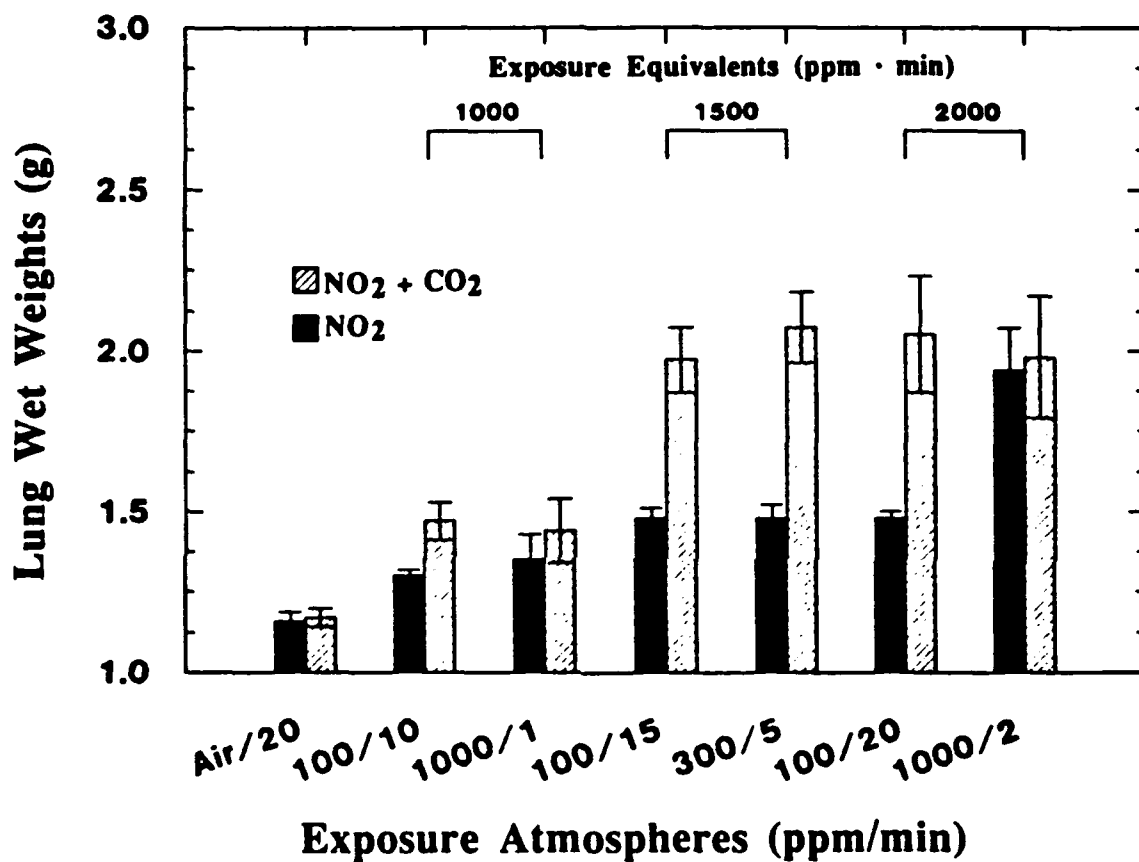 3.0
2.5
2.0
1.5
1.0
Lung Wet Weights (g)
Exposure Equivalents (ppm · min)
1000 1500 2000
NO2 + CO2
NO2
Air/20 100/10 1000/1 100/15 300/5 100/20 1000/2
Exposure Atmospheres (ppm/min)